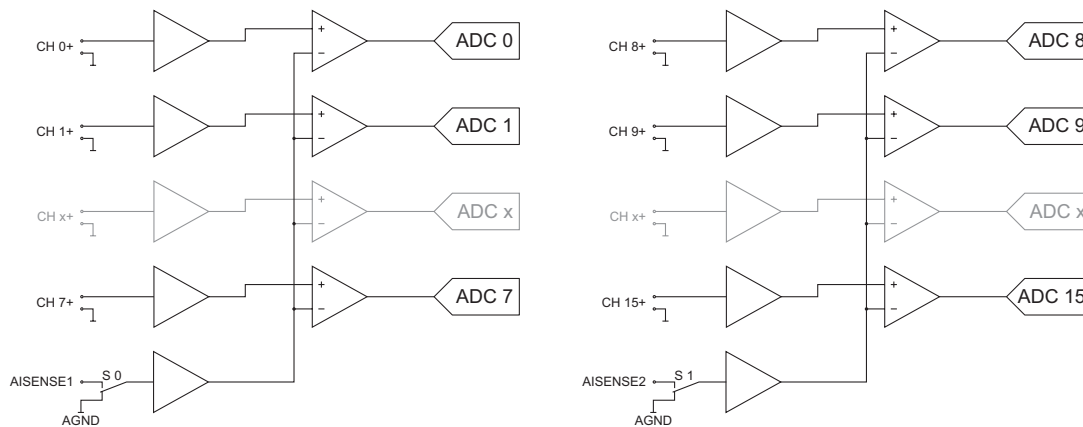 CH 0+
+
−
ADC 0
CH 1+
+
−
ADC 1
CH x+
+
−
ADC x
CH 7+
+
−
ADC 7
AISENSE1
S 0
AGND
CH 8+
+
−
ADC 8
CH 9+
+
−
ADC 9
CH x+
+
−
ADC x
CH 15+
+
−
ADC 15
AISENSE2
S 1
AGND